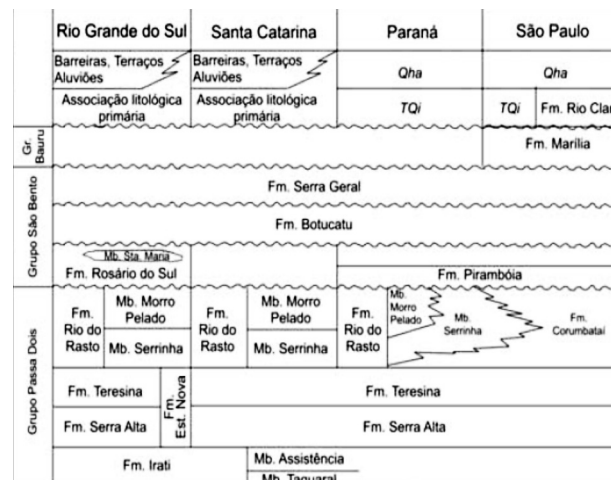 Rio Grande do Sul Santa Catarina Paraná São Paulo
Barreiras, Terraços
Aluviões
Barreiras, Terraços
Aluviões
Qha Qha
Associação litológica
primária
Associação litológica
primária
TQi TQi Fm. Rio Cla
Gr.
Bauru
Fm. Marília
Grupo São Bento
Fm. Serra Geral
Fm. Botucatu
Mb. Sta. Maria
Fm. Rosário do Sul
Fm. Pirambóia
Grupo Passa Dois
Fm.
Rio do
Rasto
Mb. Morro
Pelado
Mb. Serrinha
Fm.
Rio do
Rasto
Mb. Morro
Pelado
Mb. Serrinha
Fm.
Rio do
Rasto
Mb.
Morro
Pelado
Mb.
Serrinha
Fm.
Corumbataí
Fm. Teresina
Fm. Serra Alta
Fm.
Est. Nova
Fm. Teresina
Fm. Serra Alta
Fm. Irati
Mb. Assistência
Mb. Taquaral